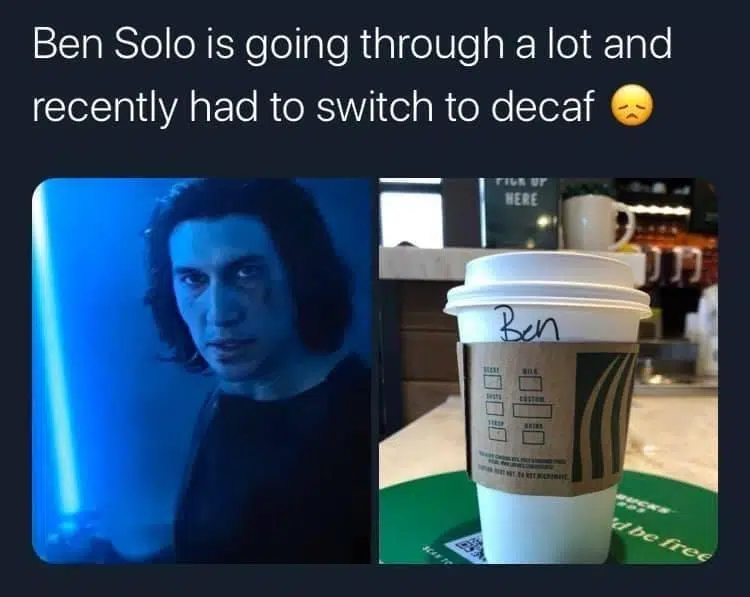 Ben Solo is going through a lot and
recently had to switch to decaf 😞
PICK UP
HERE
Ben
DECAF
MILK
SHOTS
CUSTOM
SYRUP
DRINK
d be free